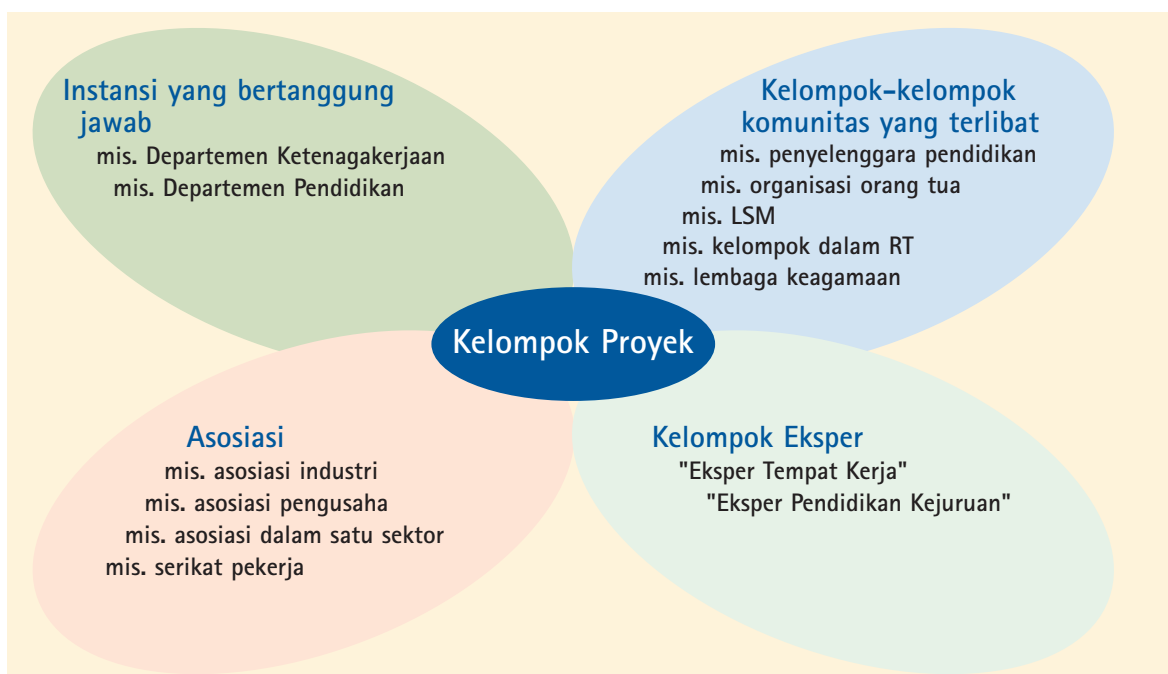 Instansi yang bertanggung
jawab
mis. Departemen Ketenagakerjaan
mis. Departemen Pendidikan
Kelompok-kelompok
komunitas yang terlibat
mis. penyelenggara pendidikan
mis. organisasi orang tua
mis. LSM
mis. kelompok dalam RT
mis. lembaga keagamaan
Kelompok Proyek
Asosiasi
mis. asosiasi industri
mis. asosiasi pengusaha
mis. asosiasi dalam satu sektor
mis. serikat pekerja
Kelompok Eksper
"Eksper Tempat Kerja"
"Eksper Pendidikan Kejuruan"